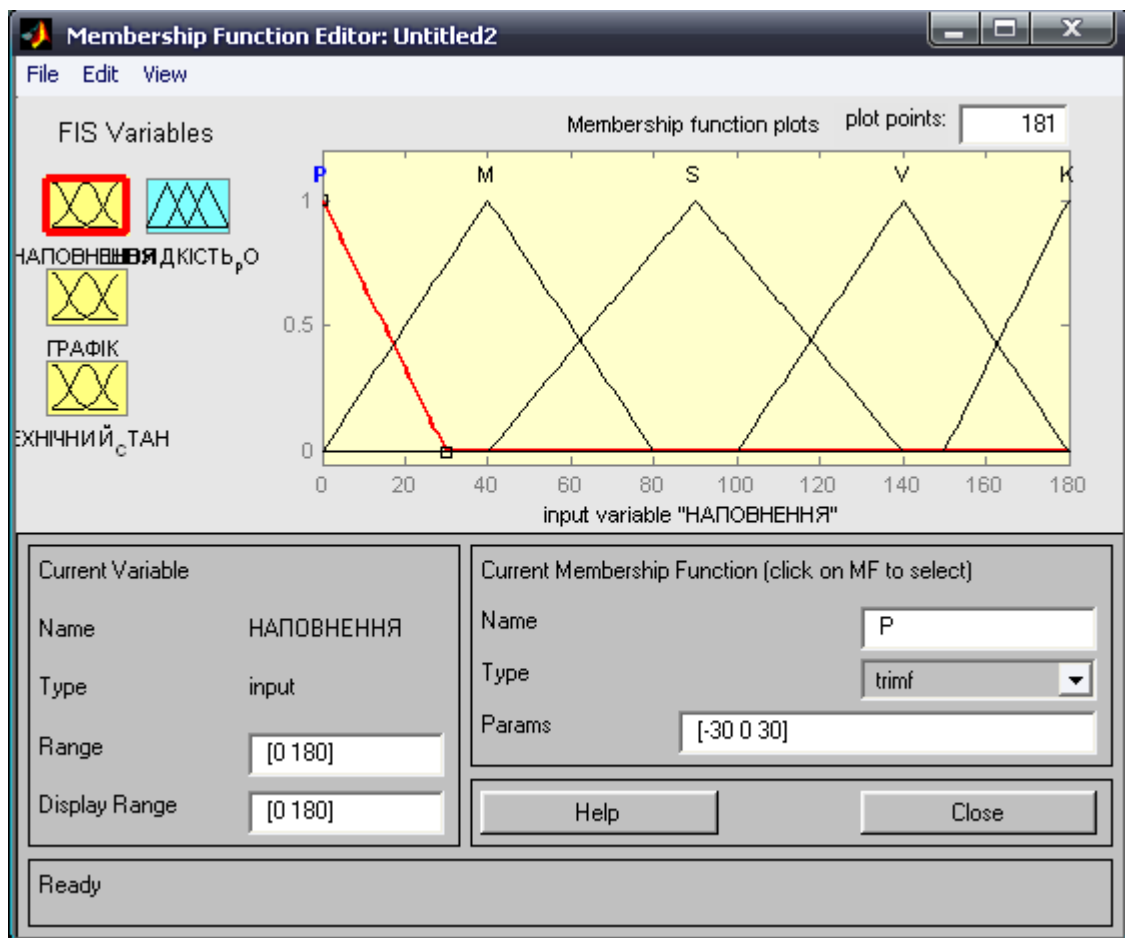 Membership Function Editor: Untitled2
File Edit View
FIS Variables
Membership function plots plot points: 181
P M S V K
1
0.5
0
0 20 40 60 80 100 120 140 160 180
input variable "НАПОВНЕННЯ"
НАПОВНЕННЯ ДКІСТЬрО
ГРАФІК
ЕХНІЧНИЙ_СТАН
Current Variable
Name НАПОВНЕННЯ
Type input
Range [0 180]
Display Range [0 180]
Current Membership Function (click on MF to select)
Name P
Type trimf
Params [-30 0 30]
Help Close
Ready